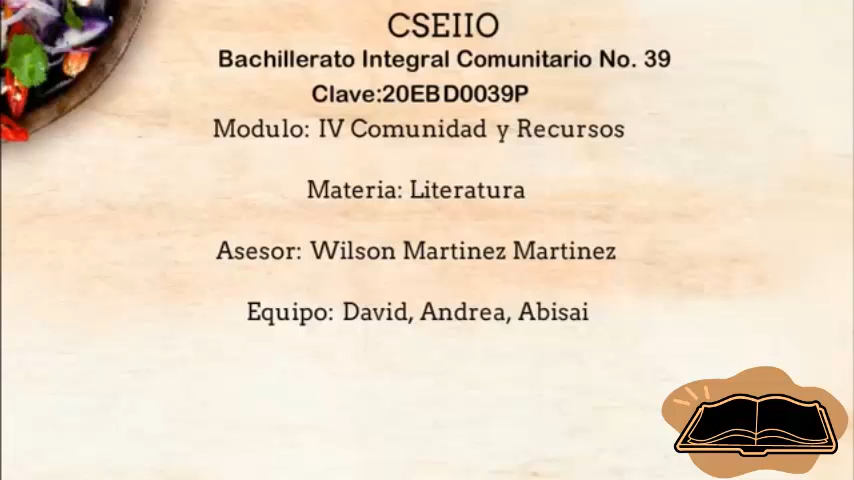 CSEIIO
Bachillerato Integral Comunitario No. 39
Clave:20EBD0039P
Modulo: IV Comunidad y Recursos
Materia: Literatura
Asesor: Wilson Martinez Martinez
Equipo: David, Andrea, Abisai